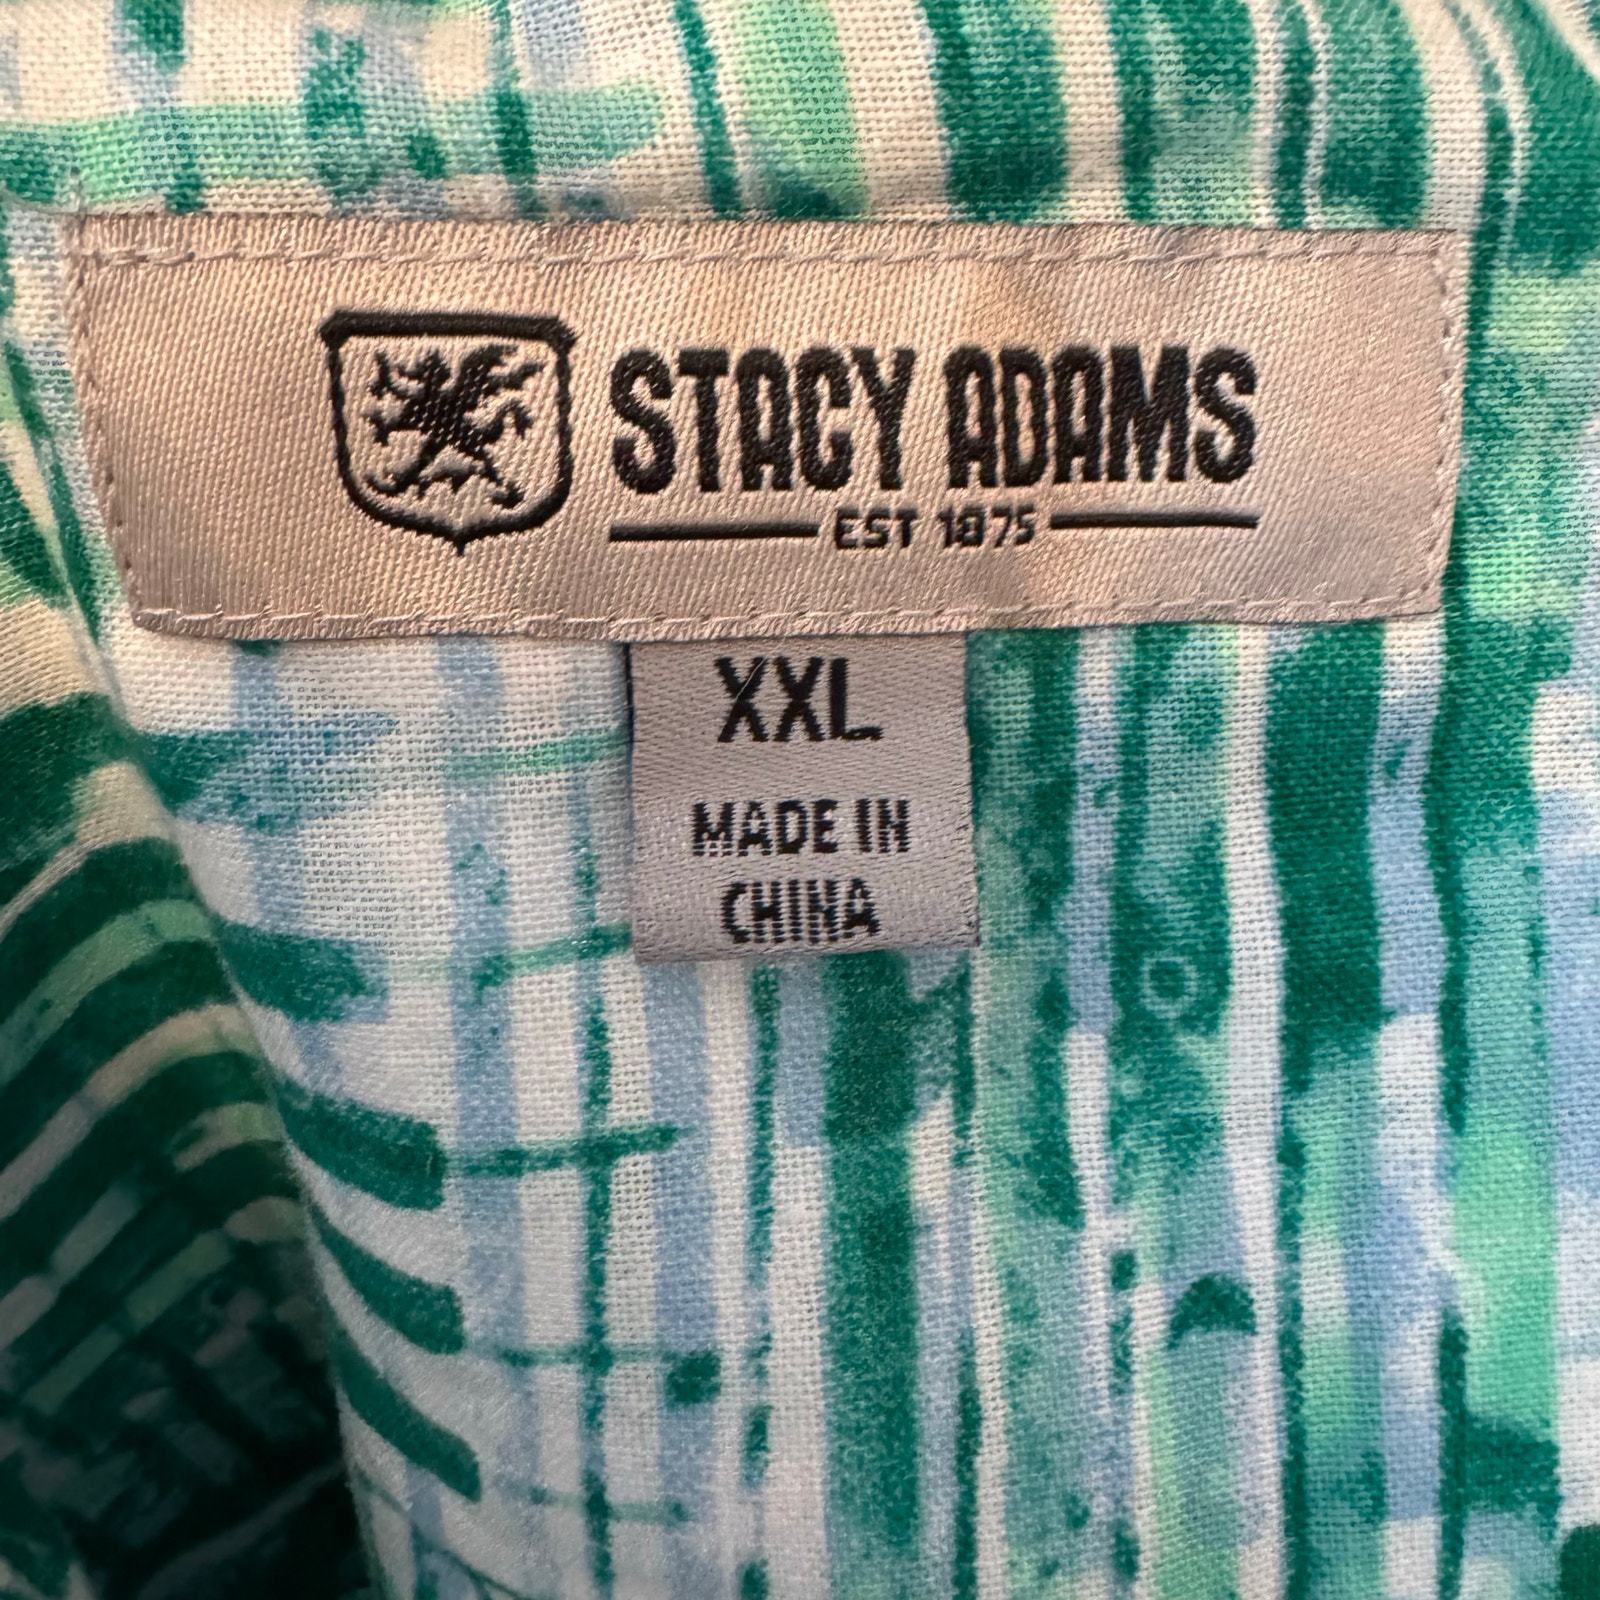 STACY ADAMS
EST 1875
XXL
MADE IN
CHINA